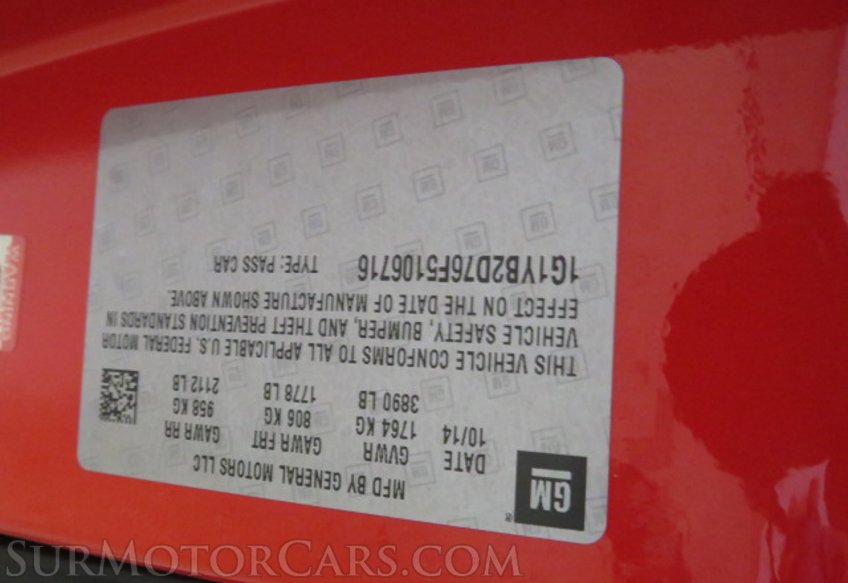 GM
MFD BY GENERAL MOTORS LLC
DATE GVWR GAWR FRT GAWR RR
10/14 1764 KG 806 KG 958 KG
3890 LB 1778 LB 2112 LB
THIS VEHICLE CONFORMS TO ALL APPLICABLE U.S. FEDERAL MOTOR
VEHICLE SAFETY, BUMPER, AND THEFT PREVENTION STANDARDS IN
EFFECT ON THE DATE OF MANUFACTURE SHOWN ABOVE.
1G1YB2D76F5106716 TYPE: PASS CAR
SURMOTORCARS.COM